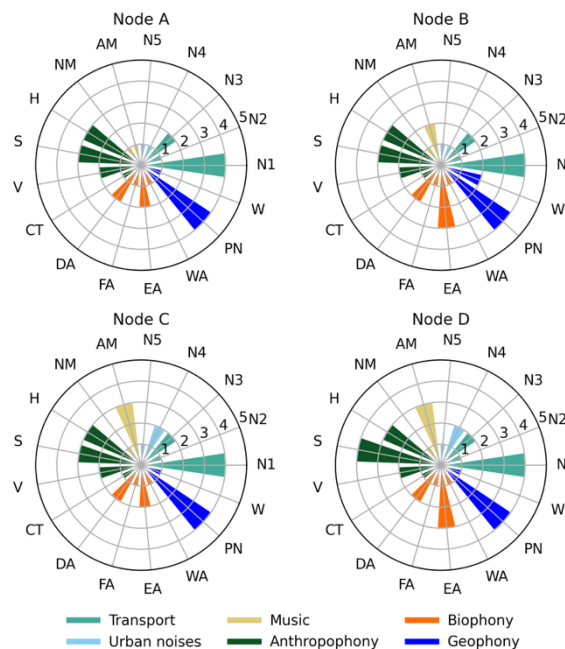 Node A
N1
N2
N3
N4
N5
AM
NM
H
S
V
CT
DA
FA
EA
WA
PN
W
1 2 3 4 5
Node B
N1
N2
N3
N4
N5
AM
NM
H
S
V
CT
DA
FA
EA
WA
PN
W
1 2 3 4 5
Node C
N1
N2
N3
N4
N5
AM
NM
H
S
V
CT
DA
FA
EA
WA
PN
W
1 2 3 4 5
Node D
N1
N2
N3
N4
N5
AM
NM
H
S
V
CT
DA
FA
EA
WA
PN
W
1 2 3 4 5
Transport
Urban noises
Music
Anthropophony
Biophony
Geophony